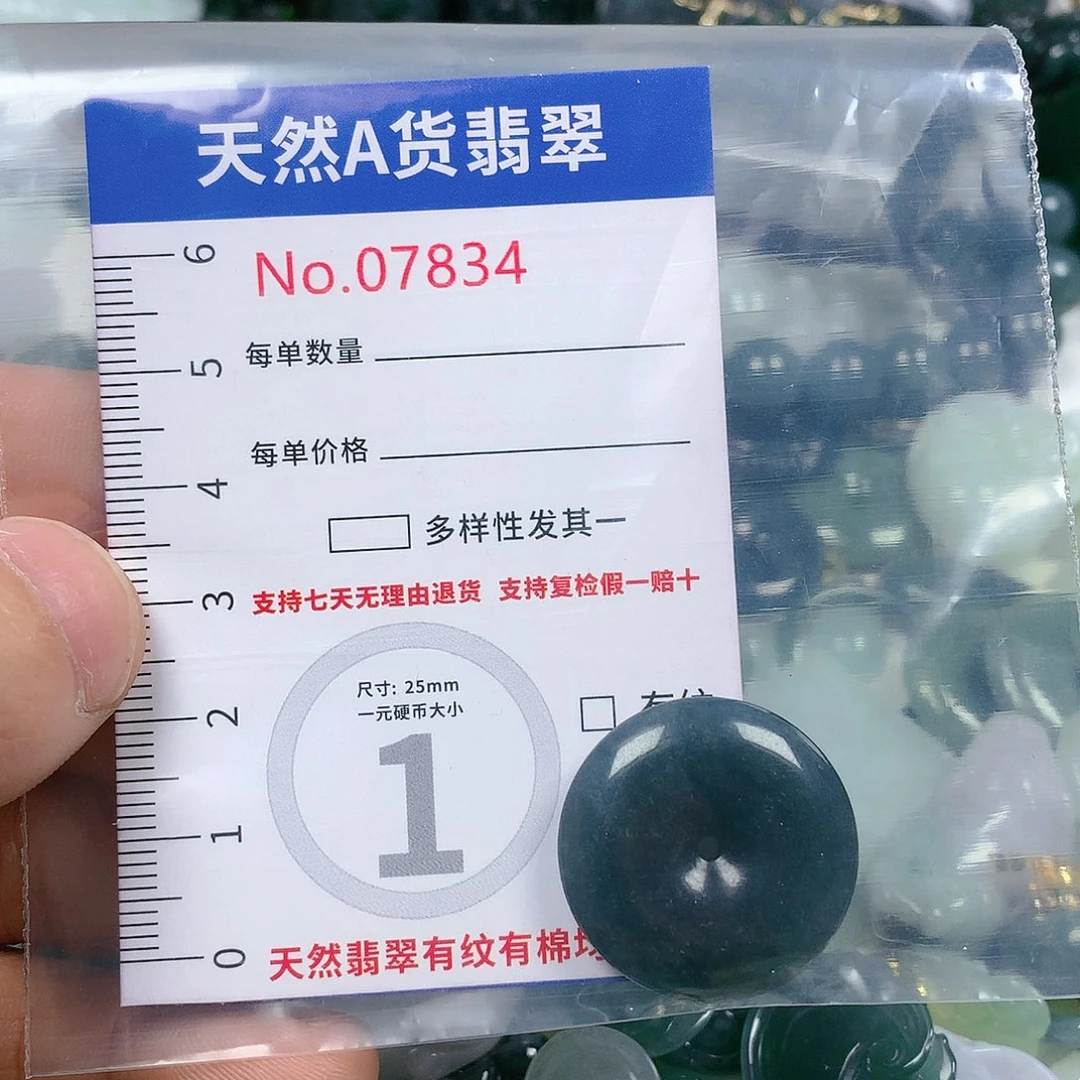 天然A货翡翠
No.07834
6
每单数量
5
每单价格
4
多样性发其一
3
支持七天无理由退货 支持复检假一赔十
尺寸: 25mm
一元硬币大小
2
1
1
0
天然翡翠有纹有棉